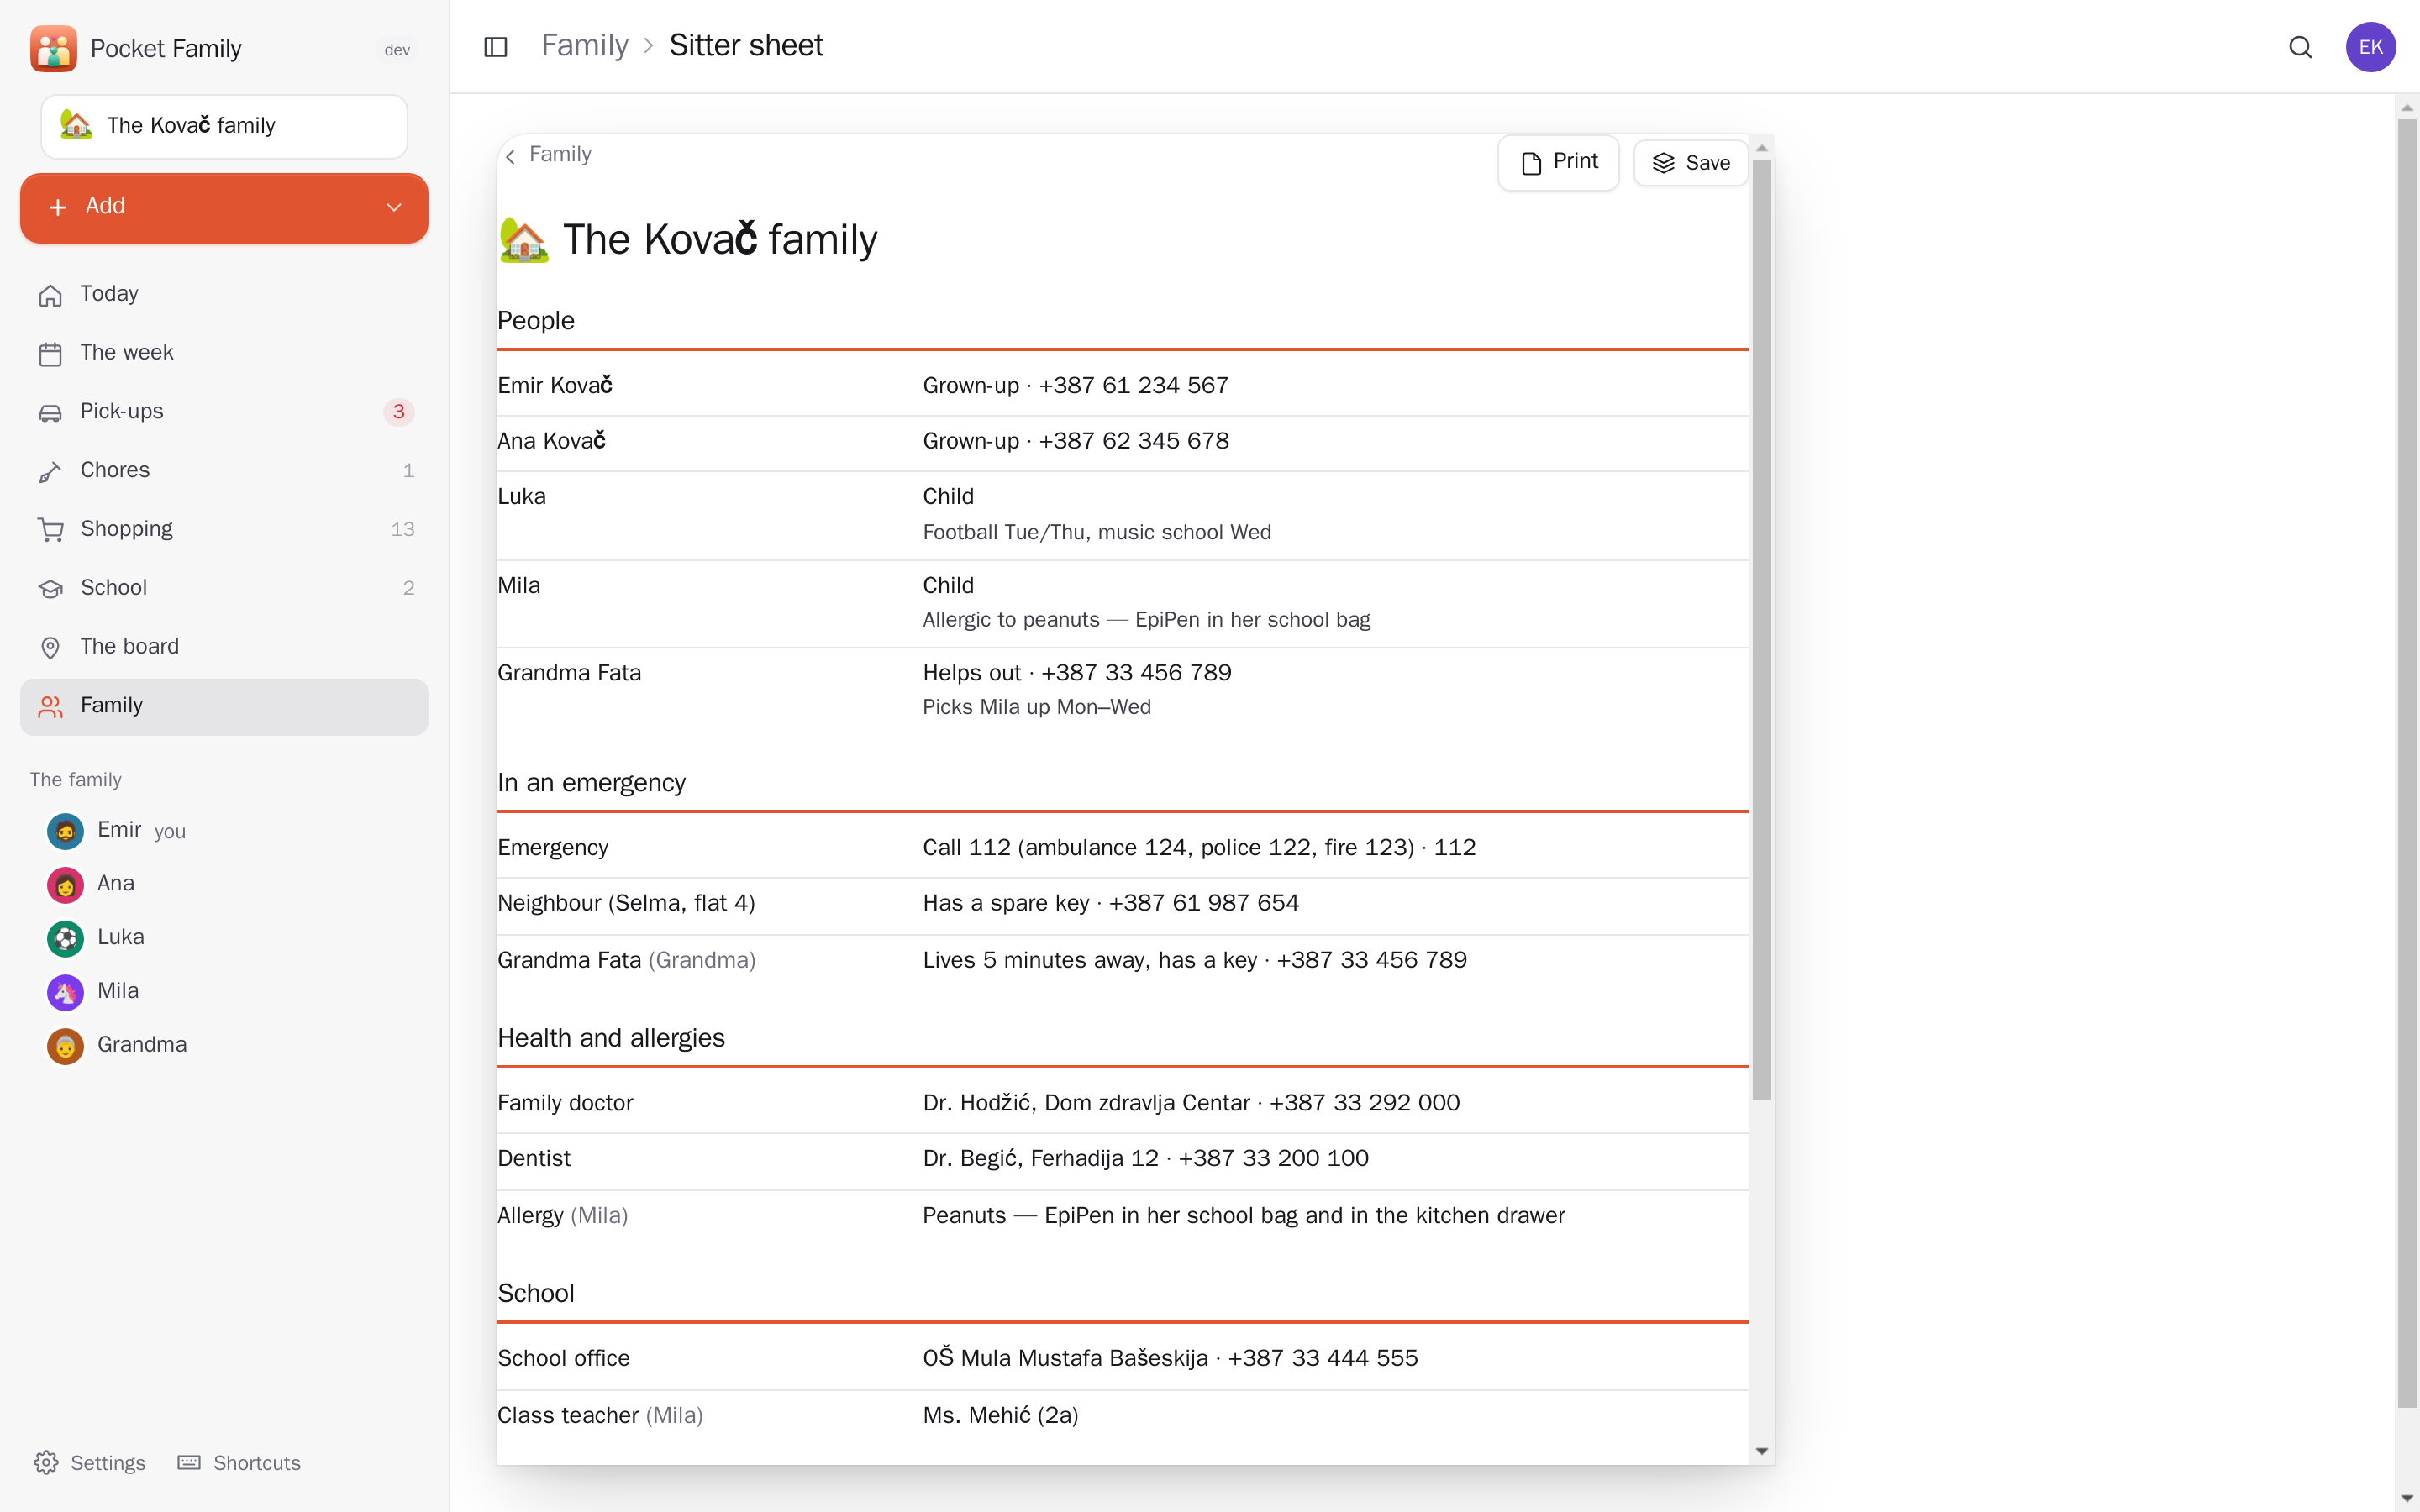 Pocket Family
dev
The Kovač family
Add
Today
The week
Pick-ups 3
Chores 1
Shopping 13
School 2
The board
Family
The family
Emir you
Ana
Luka
Mila
Grandma
Settings
Shortcuts
Family > Sitter sheet
EK
Family
Print
Save
The Kovač family
People
Emir Kovač
Grown-up · +387 61 234 567
Ana Kovač
Grown-up · +387 62 345 678
Luka
Child
Football Tue/Thu, music school Wed
Mila
Child
Allergic to peanuts — EpiPen in her school bag
Grandma Fata
Helps out · +387 33 456 789
Picks Mila up Mon–Wed
In an emergency
Emergency
Call 112 (ambulance 124, police 122, fire 123) · 112
Neighbour (Selma, flat 4)
Has a spare key · +387 61 987 654
Grandma Fata (Grandma)
Lives 5 minutes away, has a key · +387 33 456 789
Health and allergies
Family doctor
Dr. Hodžić, Dom zdravlja Centar · +387 33 292 000
Dentist
Dr. Begić, Ferhadija 12 · +387 33 200 100
Allergy (Mila)
Peanuts — EpiPen in her school bag and in the kitchen drawer
School
School office
OŠ Mula Mustafa Bašeskija · +387 33 444 555
Class teacher (Mila)
Ms. Mehić (2a)